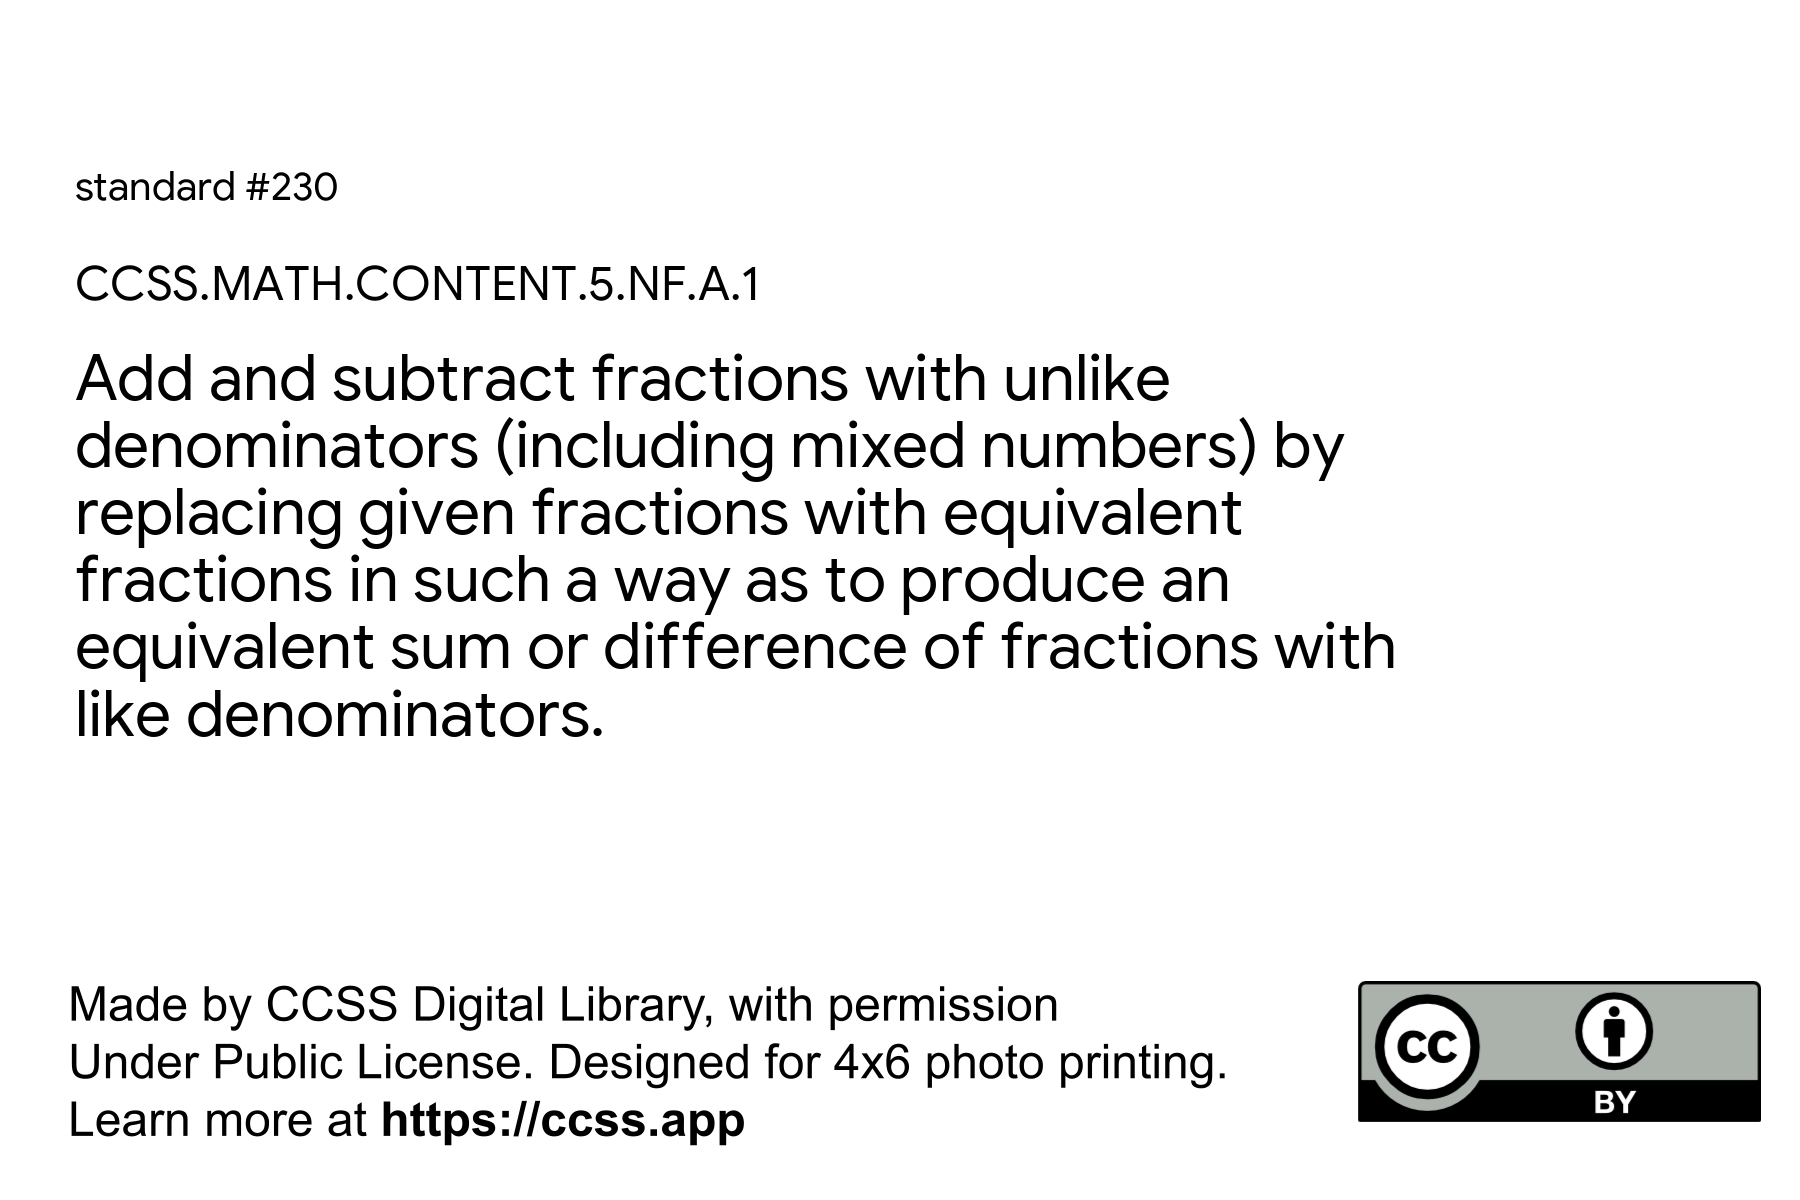 standard #230
CCSS.MATH.CONTENT.5.NF.A.1
Add and subtract fractions with unlike
denominators (including mixed numbers) by
replacing given fractions with equivalent
fractions in such a way as to produce an
equivalent sum or difference of fractions with
like denominators.
Made by CCSS Digital Library, with permission
Under Public License. Designed for 4x6 photo printing.
Learn more at https://ccss.app
CC
BY